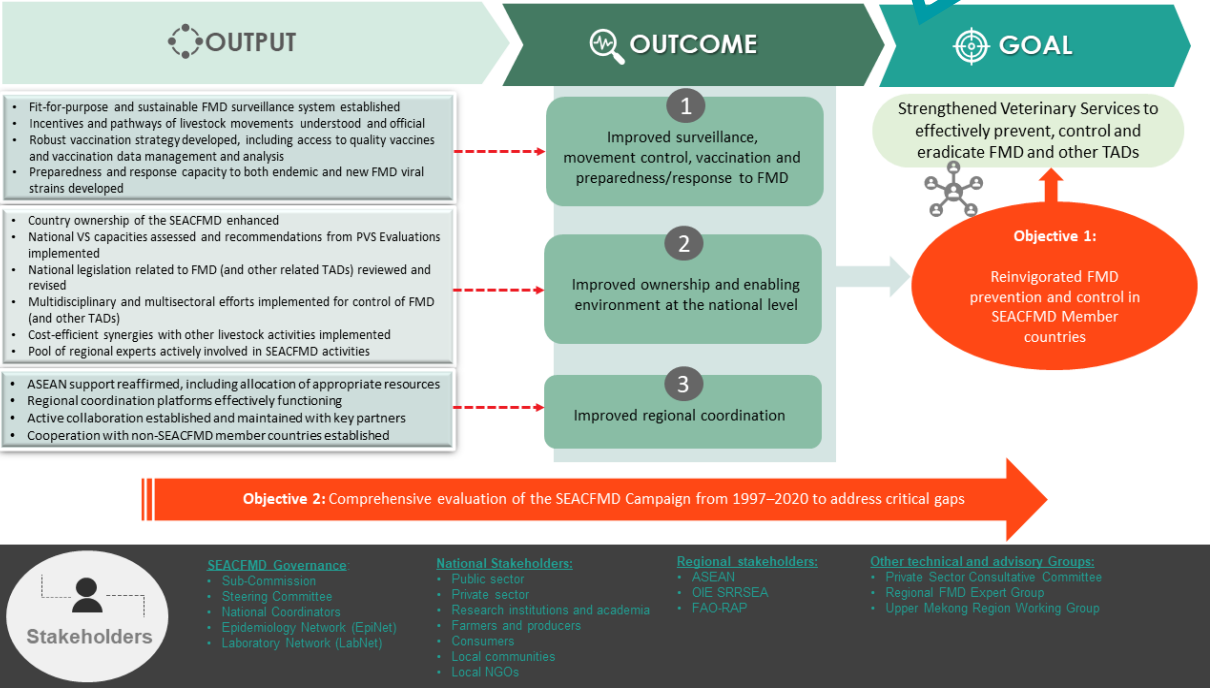 OUTPUT
OUTCOME
GOAL
• Fit-for-purpose and sustainable FMD surveillance system established
• Incentives and pathways of livestock movements understood and official
• Robust vaccination strategy developed, including access to quality vaccines
and vaccination data management and analysis
• Preparedness and response capacity to both endemic and new FMD viral
strains developed
• Country ownership of the SEACFMD enhanced
• National VS capacities assessed and recommendations from PVS Evaluations
implemented
• National legislation related to FMD (and other related TADs) reviewed and
revised
• Multidisciplinary and multisectoral efforts implemented for control of FMD
(and other TADs)
• Cost-efficient synergies with other livestock activities implemented
• Pool of regional experts actively involved in SEACFMD activities
• ASEAN support reaffirmed, including allocation of appropriate resources
• Regional coordination platforms effectively functioning
• Active collaboration established and maintained with key partners
• Cooperation with non-SEACFMD member countries established
1
Improved surveillance,
movement control, vaccination and
preparedness/response to FMD
2
Improved ownership and enabling
environment at the national level
3
Improved regional coordination
Strengthened Veterinary Services to
effectively prevent, control and
eradicate FMD and other TADs
Objective 1:
Reinvigorated FMD
prevention and control in
SEACFMD Member
countries
Objective 2: Comprehensive evaluation of the SEACFMD Campaign from 1997–2020 to address critical gaps
Stakeholders
SEACFMD Governance
• Sub-Commission
• Steering Committee
• National Coordinators
• Epidemiology Network (EpiNet)
• Laboratory Network (LabNet)
National Stakeholders:
• Public sector
• Private sector
• Research institutions and academia
• Farmers and producers
• Consumers
• Local communities
• Local NGOs
Regional stakeholders:
• ASEAN
• OIE SRRSEA
• FAO-RAP
Other technical and advisory Groups:
• Private Sector Consultative Committee
• Regional FMD Expert Group
• Upper Mekong Region Working Group